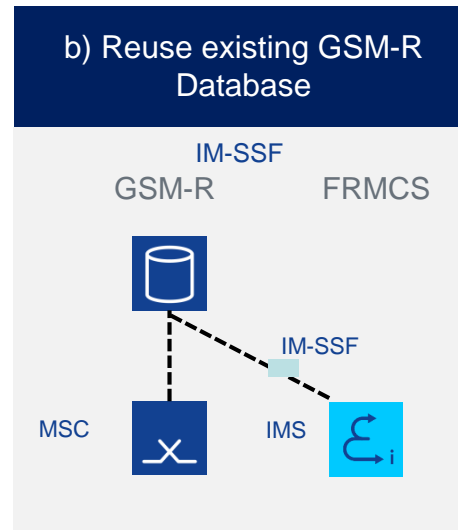 b) Reuse existing GSM-R
Database
IM-SSF
GSM-R FRMCS
IM-SSF
MSC IMS
i